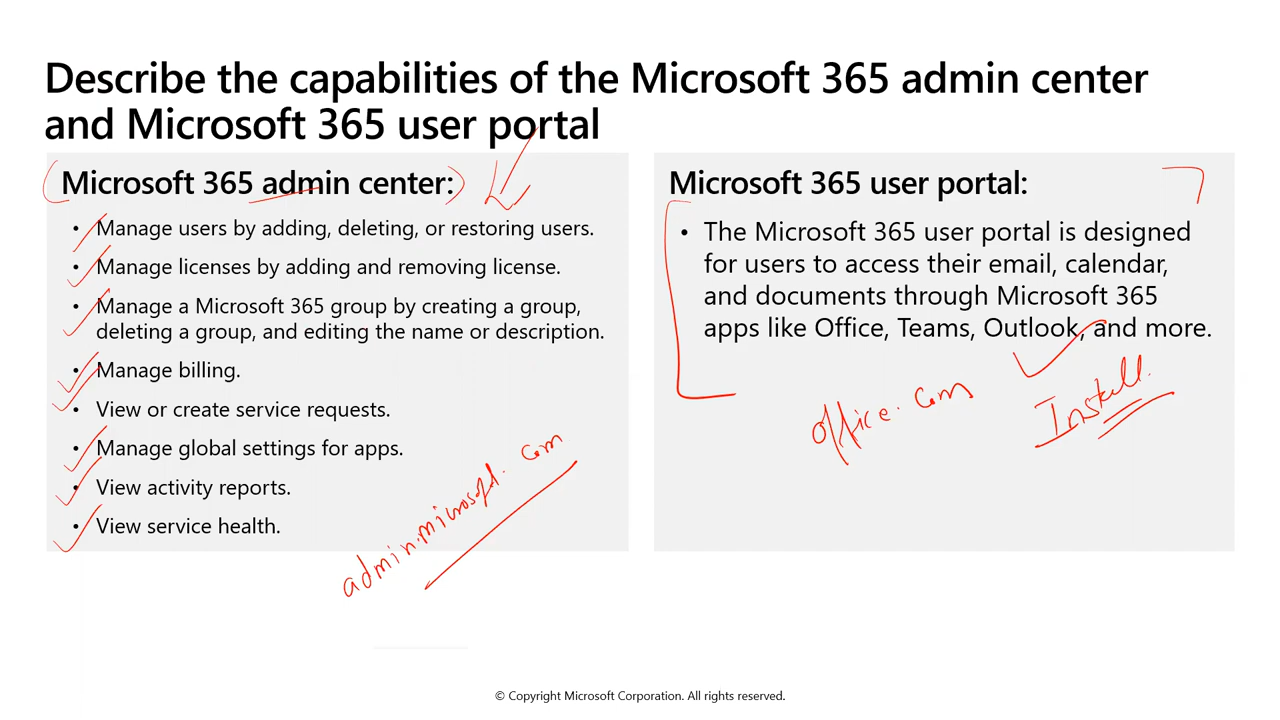 Describe the capabilities of the Microsoft 365 admin center
and Microsoft 365 user portal
Microsoft 365 admin center:
• Manage users by adding, deleting, or restoring users.
• Manage licenses by adding and removing license.
• Manage a Microsoft 365 group by creating a group,
deleting a group, and editing the name or description.
• Manage billing.
• View or create service requests.
• Manage global settings for apps.
• View activity reports.
• View service health.
admin.microsoft.com
Microsoft 365 user portal:
• The Microsoft 365 user portal is designed
for users to access their email, calendar,
and documents through Microsoft 365
apps like Office, Teams, Outlook, and more.
office.com
Install
© Copyright Microsoft Corporation. All rights reserved.